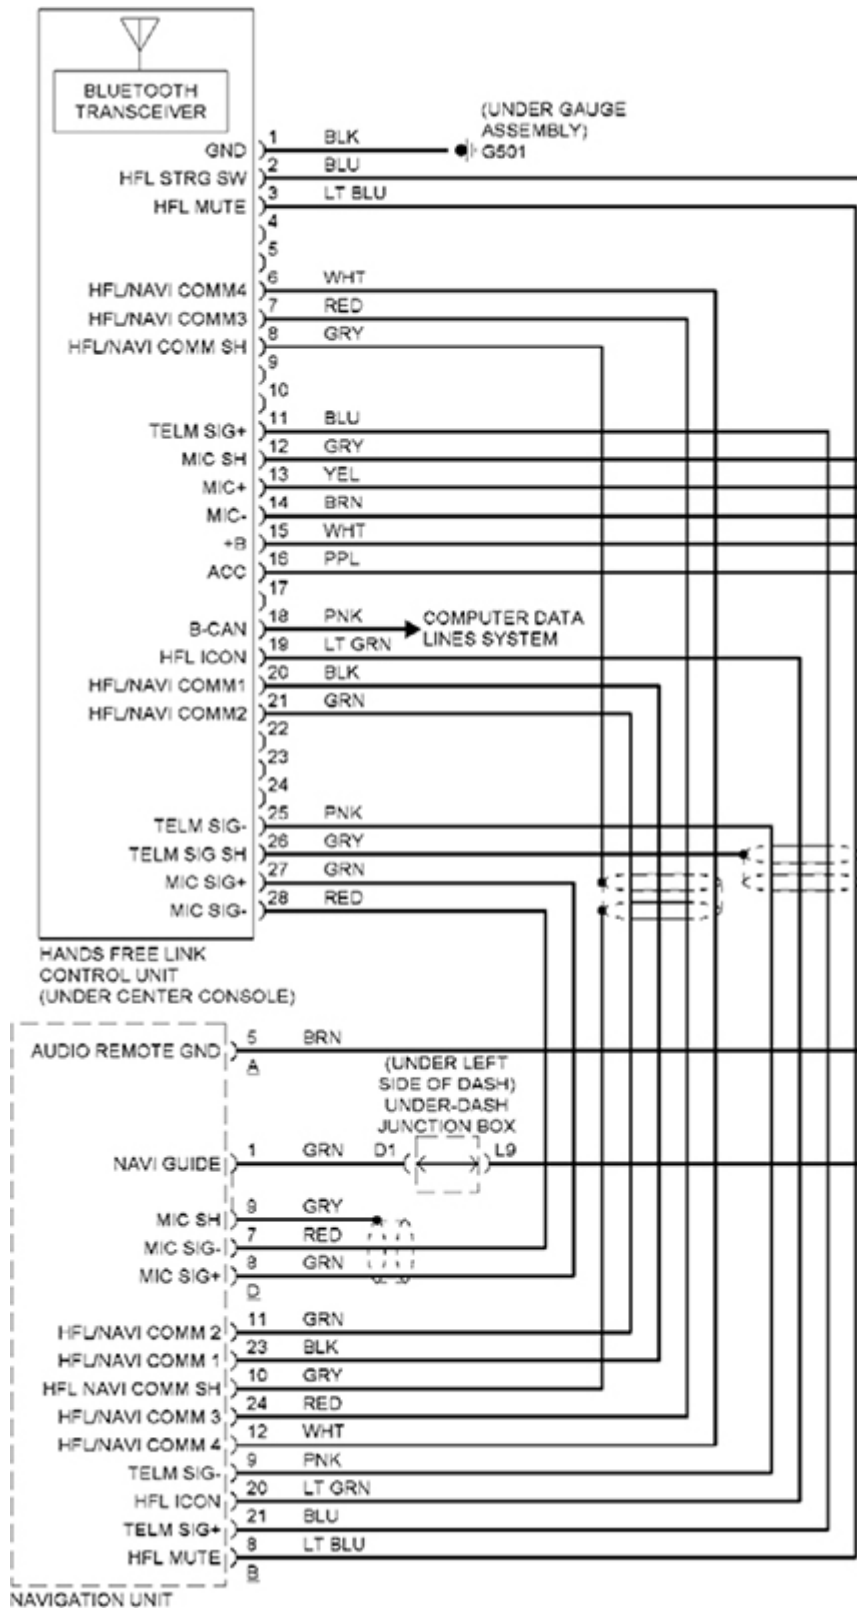 BLUETOOTH
TRANSCEIVER
(UNDER GAUGE
ASSEMBLY)
G501
GND 1 BLK
HFL STRG SW 2 BLU
HFL MUTE 3 LT BLU
4
5
HFL/NAVI COMM4 6 WHT
HFL/NAVI COMM3 7 RED
HFL/NAVI COMM SH 8 GRY
9
10
TELM SIG+ 11 BLU
MIC SH 12 GRY
MIC+ 13 YEL
MIC- 14 BRN
+B 15 WHT
ACC 16 PPL
17
B-CAN 18 PNK COMPUTER DATA
LINES SYSTEM
HFL ICON 19 LT GRN
HFL/NAVI COMM1 20 BLK
HFL/NAVI COMM2 21 GRN
22
23
24
TELM SIG- 25 PNK
TELM SIG SH 26 GRY
MIC SIG+ 27 GRN
MIC SIG- 28 RED
HANDS FREE LINK
CONTROL UNIT
(UNDER CENTER CONSOLE)
AUDIO REMOTE GND 5 BRN
A
(UNDER LEFT
SIDE OF DASH)
UNDER-DASH
JUNCTION BOX
NAVI GUIDE 1 GRN D1 L9
MIC SH 9 GRY
MIC SIG- 7 RED
MIC SIG+ 8 GRN
D
HFL/NAVI COMM 2 11 GRN
HFL/NAVI COMM 1 23 BLK
HFL NAVI COMM SH 10 GRY
HFL/NAVI COMM 3 24 RED
HFL/NAVI COMM 4 12 WHT
TELM SIG- 9 PNK
HFL ICON 20 LT GRN
TELM SIG+ 21 BLU
HFL MUTE 8 LT BLU
B
NAVIGATION UNIT